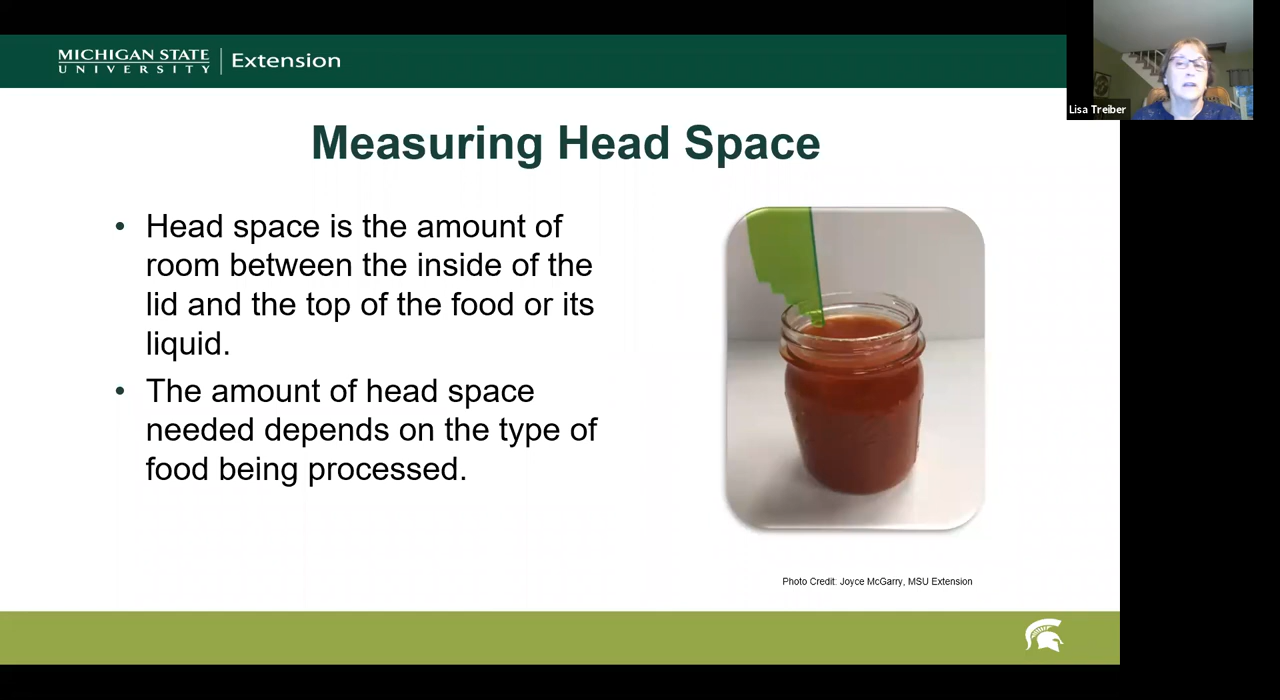 MICHIGAN STATE
UNIVERSITY
Extension
Lisa Treiber
Measuring Head Space
• Head space is the amount of
room between the inside of the
lid and the top of the food or its
liquid.
• The amount of head space
needed depends on the type of
food being processed.
Photo Credit: Joyce McGarry, MSU Extension